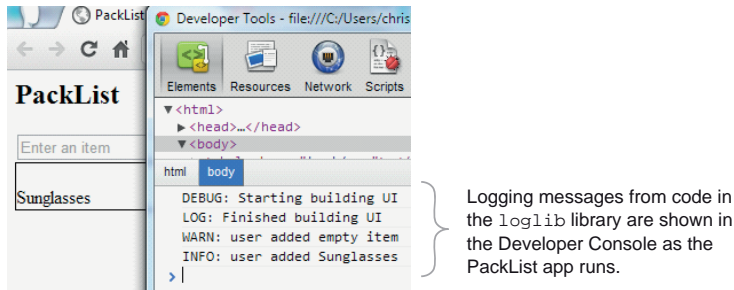 PackList
Developer Tools - file:///C:/Users/chris
Elements Resources Network Scripts
PackList
Enter an item
Sunglasses
▼<html>
▶<head>…</head>
▼<body>
html body
DEBUG: Starting building UI
LOG: Finished building UI
WARN: user added empty item
INFO: user added Sunglasses
>
Logging messages from code in
the loglib library are shown in
the Developer Console as the
PackList app runs.